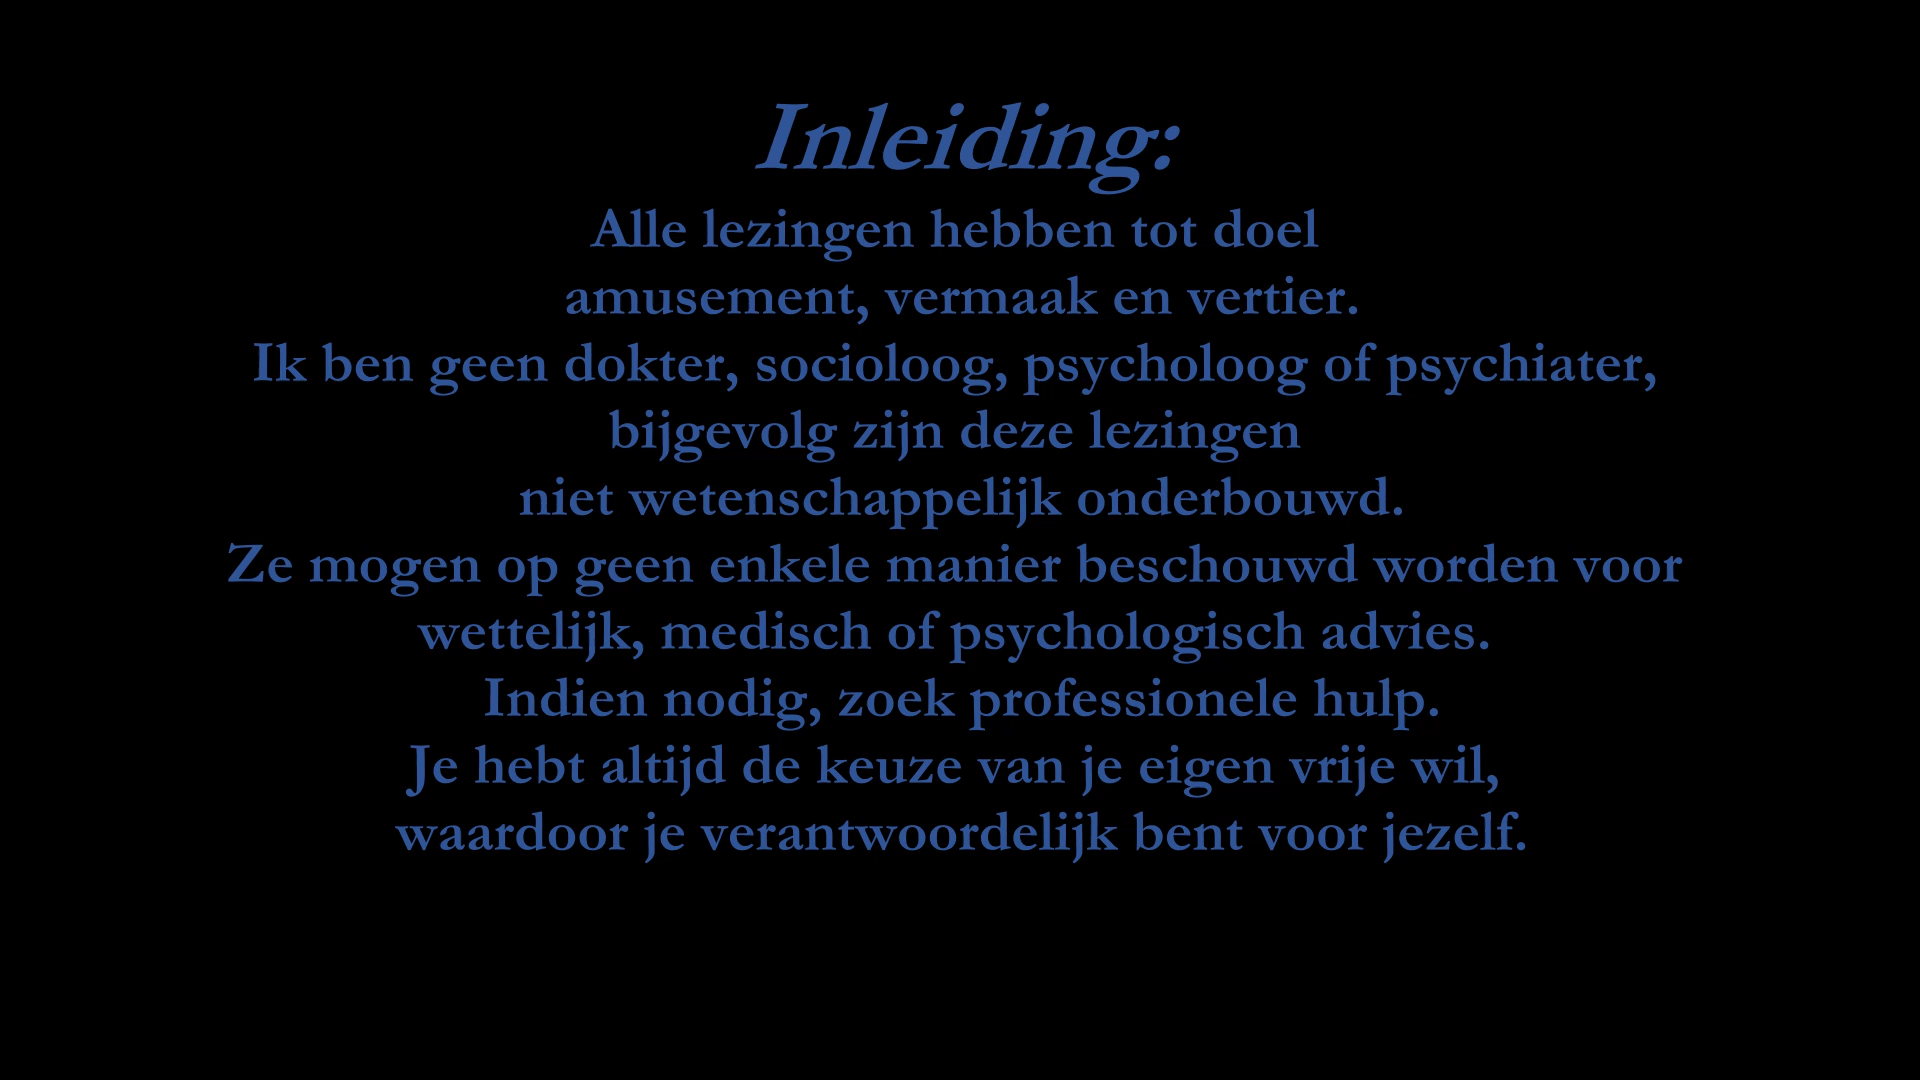 Inleiding:
Alle lezingen hebben tot doel
amusement, vermaak en vertier.
Ik ben geen dokter, socioloog, psycholoog of psychiater,
bijgevolg zijn deze lezingen
niet wetenschappelijk onderbouwd.
Ze mogen op geen enkele manier beschouwd worden voor
wettelijk, medisch of psychologisch advies.
Indien nodig, zoek professionele hulp.
Je hebt altijd de keuze van je eigen vrije wil,
waardoor je verantwoordelijk bent voor jezelf.